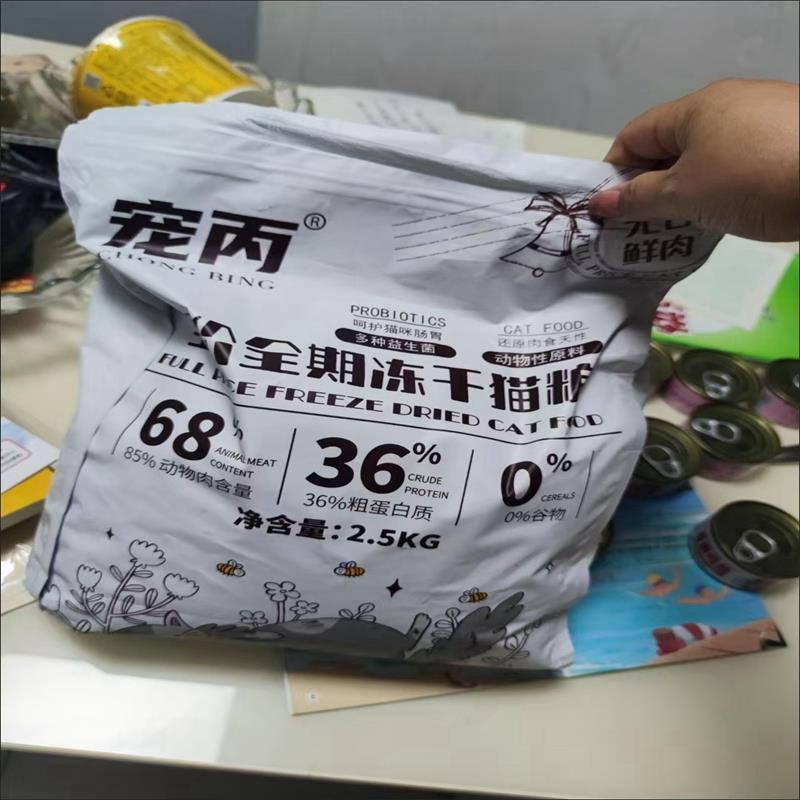 宠丙®
CHONG BING
鲜肉
PROBIOTICS
呵护猫咪肠胃
多种益生菌
CAT FOOD
还原肉食天性
动物性原料
全期冻干猫粮
FULL AGE FREEZE DRIED CAT FOOD
68%
ANIMAL MEAT
CONTENT
85%动物肉含量
36%
CRUDE
PROTEIN
36%粗蛋白质
0%
CEREALS
0%谷物
净含量：2.5KG